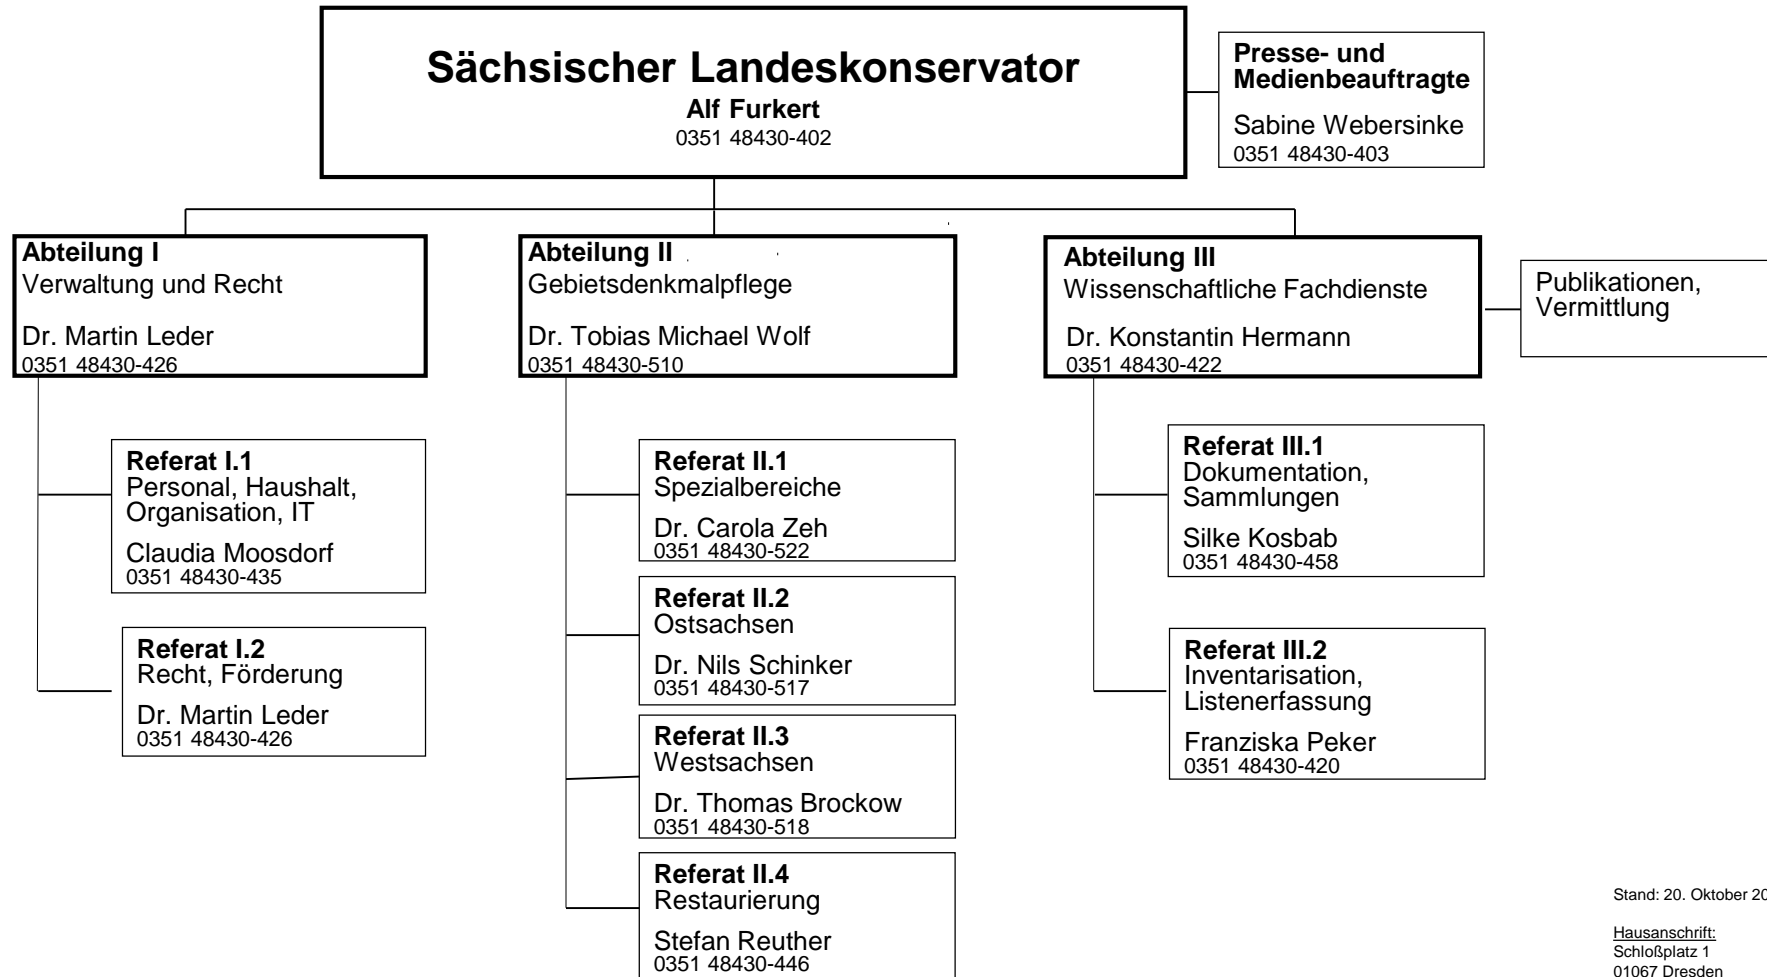 Sächsischer Landeskonservator
Alf Furkert
0351 48430-402
Presse- und
Medienbeauftragte
Sabine Webersinke
0351 48430-403
Abteilung I
Verwaltung und Recht
Dr. Martin Leder
0351 48430-426
Abteilung II
Gebietsdenkmalpflege
Dr. Tobias Michael Wolf
0351 48430-510
Abteilung III
Wissenschaftliche Fachdienste
Dr. Konstantin Hermann
0351 48430-422
Publikationen,
Vermittlung
Referat I.1
Personal, Haushalt,
Organisation, IT
Claudia Moosdorf
0351 48430-435
Referat I.2
Recht, Förderung
Dr. Martin Leder
0351 48430-426
Referat II.1
Spezialbereiche
Dr. Carola Zeh
0351 48430-522
Referat II.2
Ostsachsen
Dr. Nils Schinker
0351 48430-517
Referat II.3
Westsachsen
Dr. Thomas Brockow
0351 48430-518
Referat II.4
Restaurierung
Stefan Reuther
0351 48430-446
Referat III.1
Dokumentation,
Sammlungen
Silke Kosbab
0351 48430-458
Referat III.2
Inventarisation,
Listenerfassung
Franziska Peker
0351 48430-420
Stand: 20. Oktober
Hausanschrift:
Schloßplatz 1
01067 Dresden